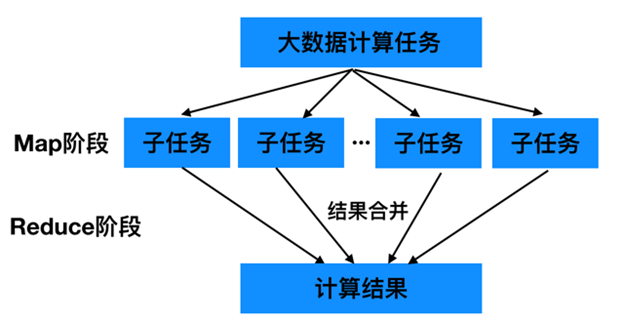 大数据计算任务
Map阶段
子任务
子任务
...
子任务
子任务
结果合并
Reduce阶段
计算结果